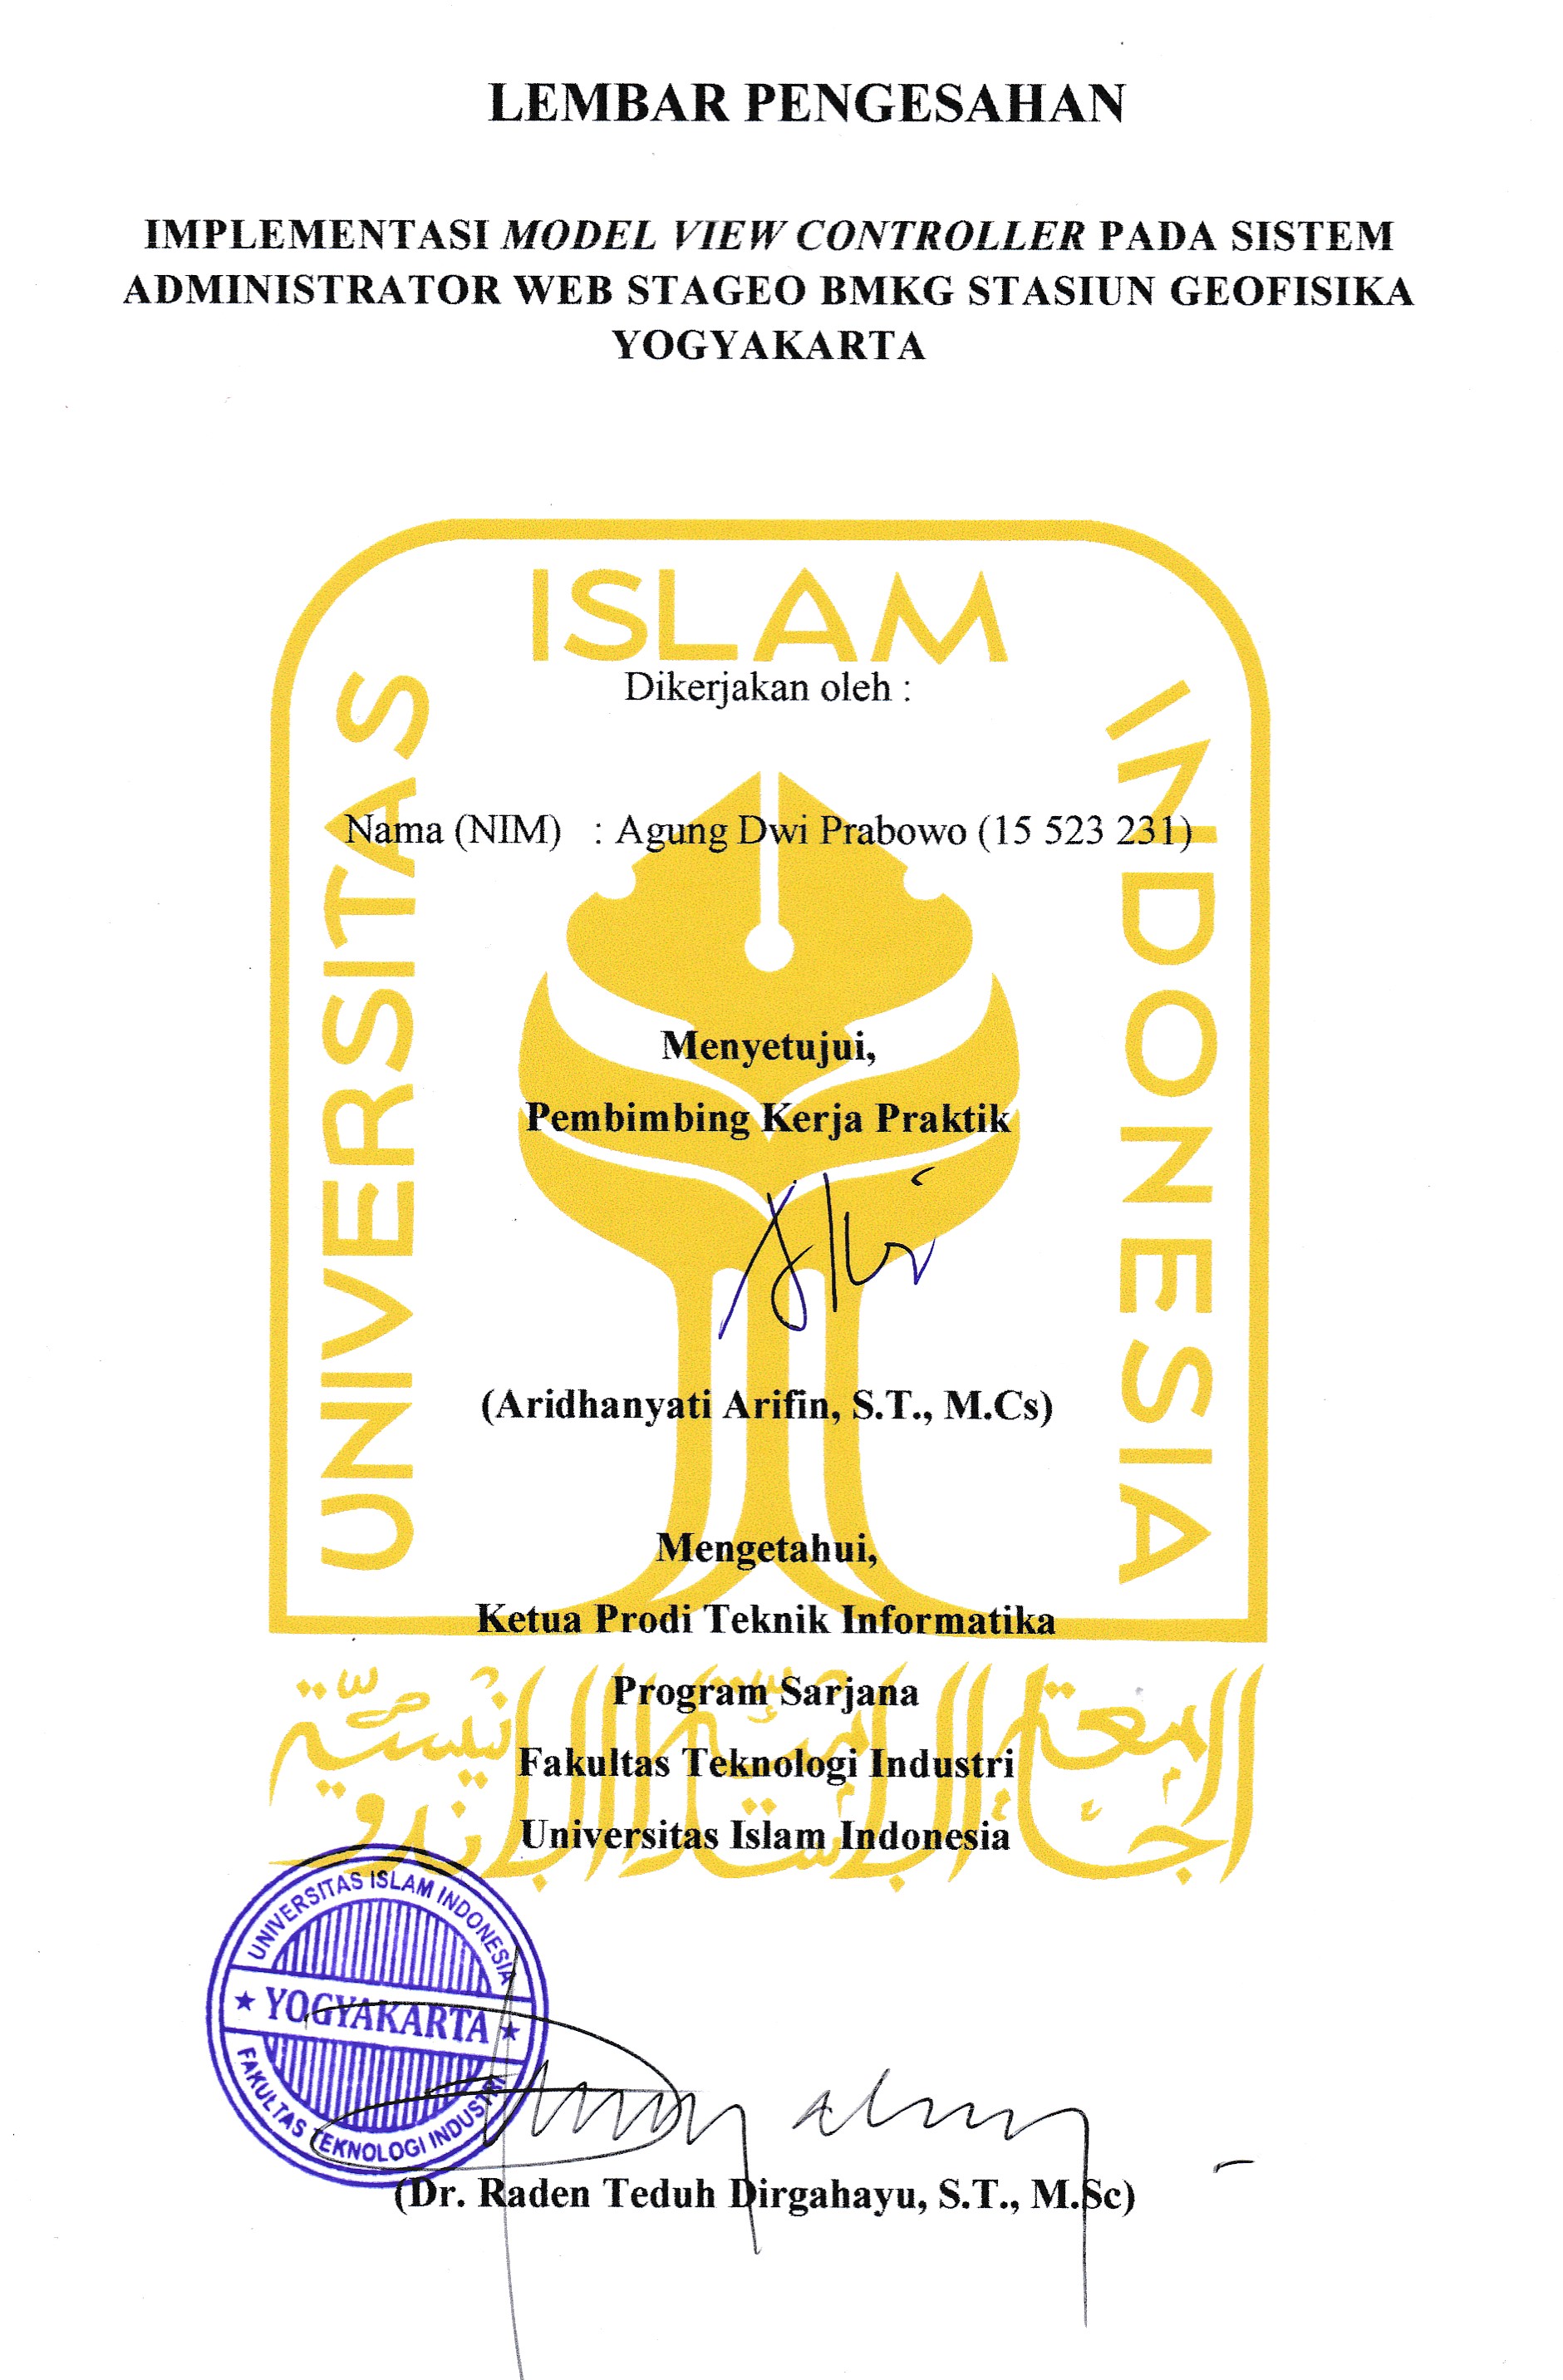 LEMBAR PENGESAHAN
IMPLEMENTASI MODEL VIEW CONTROLLER PADA SISTEM
ADMINISTRATOR WEB STAGEO BMKG STASIUN GEOFISIKA
YOGYAKARTA
UNIVERSITAS
ISLAM
INDONESIA
Dikerjakan oleh :
Nama (NIM) : Agung Dwi Prabowo (15 523 231)
Menyetujui,
Pembimbing Kerja Praktik
(Aridhanyati Arifin, S.T., M.Cs)
Mengetahui,
Ketua Prodi Teknik Informatika
Program Sarjana
Fakultas Teknologi Industri
Universitas Islam Indonesia
UNIVERSITAS ISLAM INDONESIA
YOGYAKARTA
FAKULTAS TEKNOLOGI INDUSTRI
(Dr. Raden Teduh Dirgahayu, S.T., M.Sc)